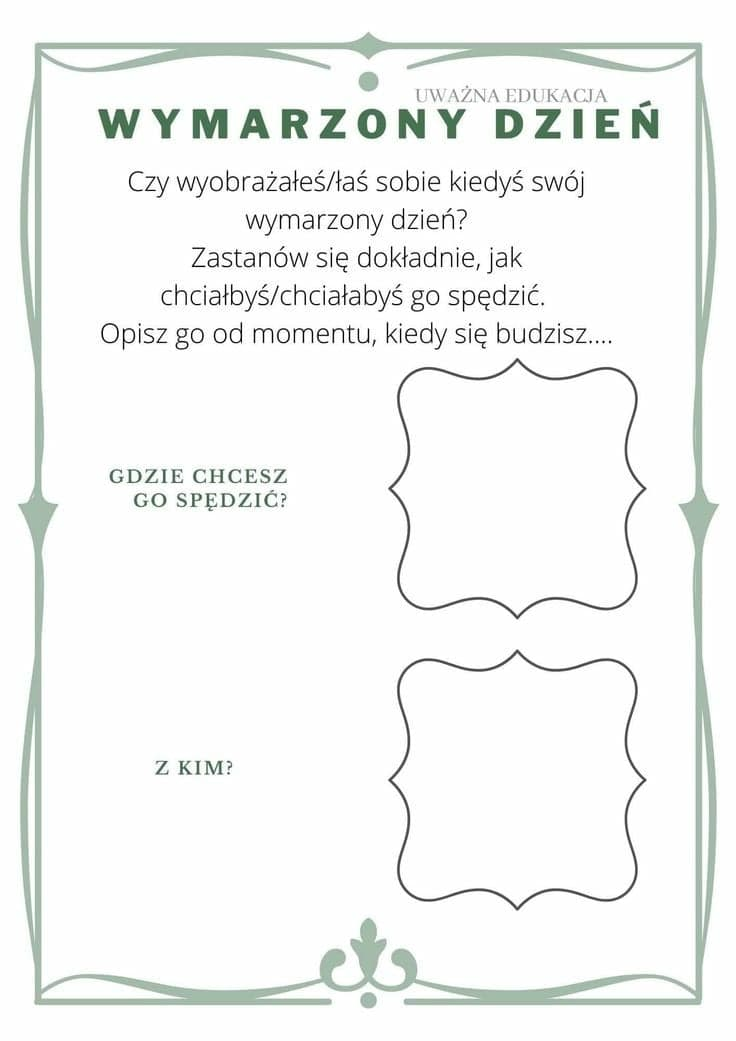 UWAŻNA EDUKACJA
WYMARZONY DZIEŃ
Czy wyobrażałeś/łaś sobie kiedyś swój
wymarzony dzień?
Zastanów się dokładnie, jak
chciałbyś/chciałabyś go spędzić.
Opisz go od momentu, kiedy się budzisz....
GDZIE CHCESZ
GO SPĘDZIĆ?
Z KIM?